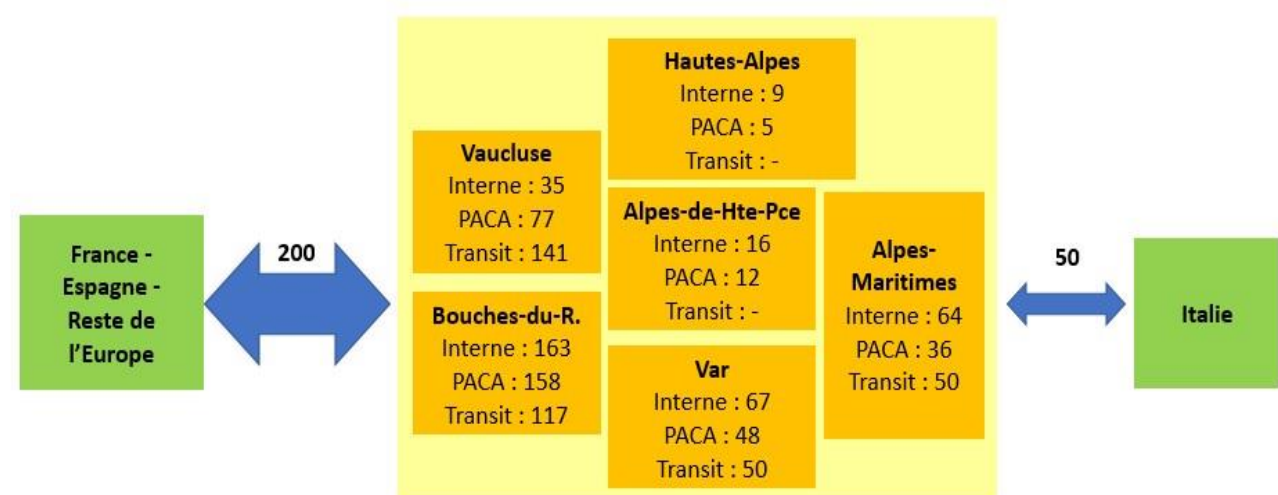 France -
Espagne -
Reste de
l'Europe
200
Vaucluse
Interne : 35
PACA : 77
Transit : 141
Bouches-du-R.
Interne : 163
PACA : 158
Transit : 117
Hautes-Alpes
Interne : 9
PACA : 5
Transit : -
Alpes-de-Hte-Pce
Interne : 16
PACA : 12
Transit : -
Var
Interne : 67
PACA : 48
Transit : 50
Alpes-
Maritimes
Interne : 64
PACA : 36
Transit : 50
50
Italie